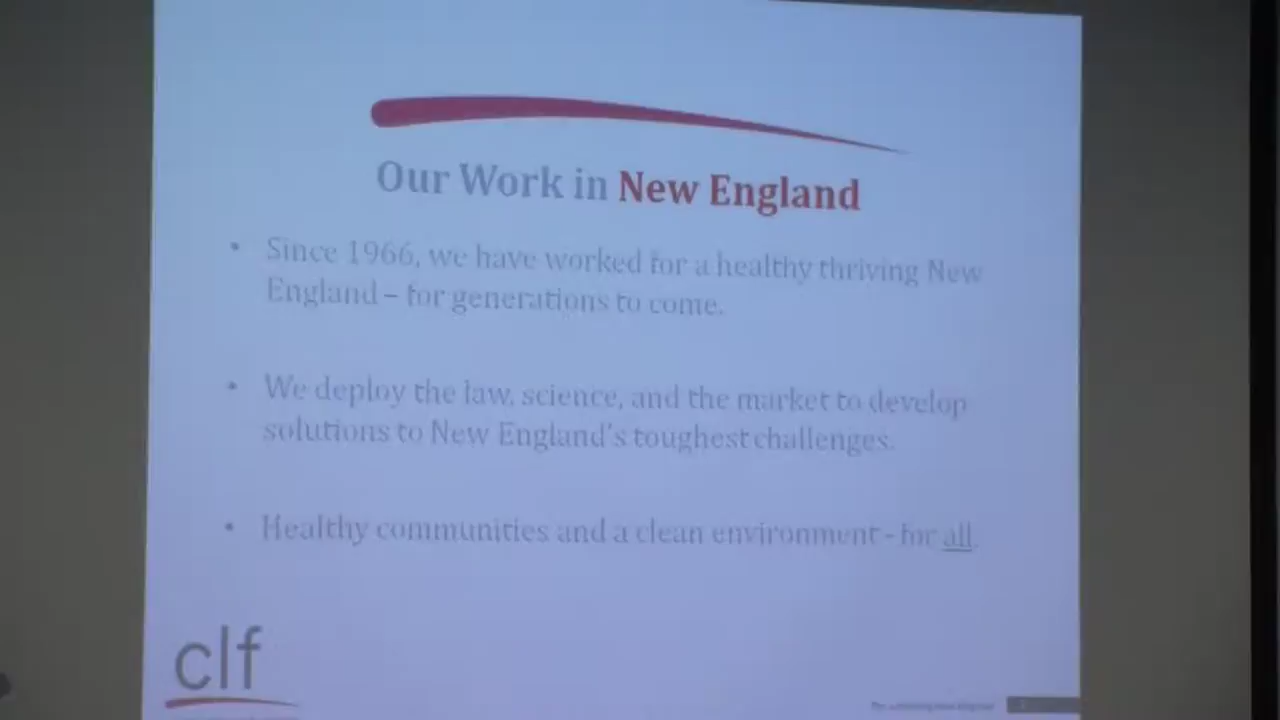 Our Work in New England
• Since 1966, we have worked for a healthy thriving New
England – for generations to come.
• We deploy the law, science, and the market to develop
solutions to New England's toughest challenges.
• Healthy communities and a clean environment - for all.
clf